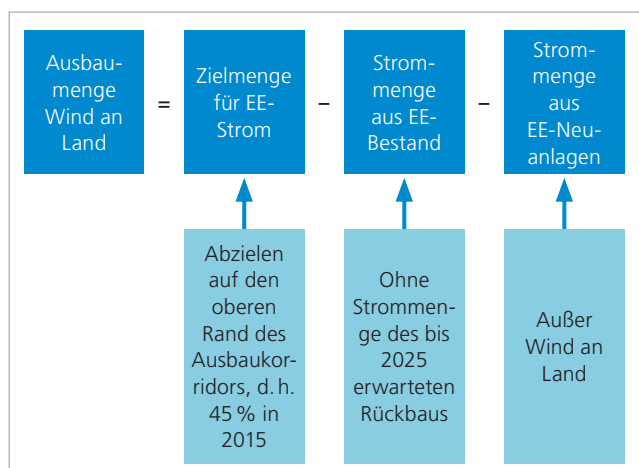 Ausbau-
menge
Wind an
Land
=
Zielmenge
für EE-
Strom
–
Strom-
menge
aus EE-
Bestand
–
Strom-
menge
aus
EE-Neu-
anlagen
Abzielen
auf den
oberen
Rand des
Ausbaukor-
ridors, d. h.
45 % in
2015
Ohne
Strommen-
ge des bis
2025
erwarteten
Rückbaus
Außer
Wind an
Land